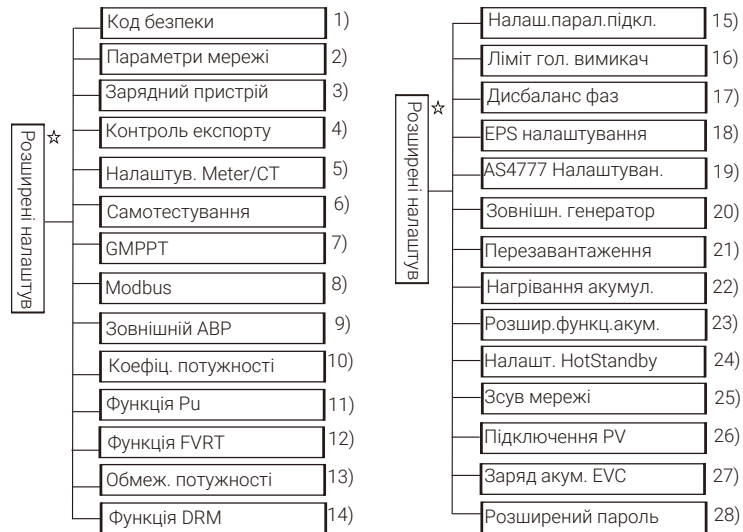 Розширені налаштув
☆
Код безпеки 1)
Параметри мережі 2)
Зарядний пристрій 3)
Контроль експорту 4)
Налаштув. Meter/CT 5)
Самотестування 6)
GMPPT 7)
Modbus 8)
Зовнішній АВР 9)
Коефіц. потужності 10)
Функція Pu 11)
Функція FVRT 12)
Обмеж. потужності 13)
Функція DRM 14)
Розширені налаштув
☆
Налаш.парал.підкл. 15)
Ліміт гол. вимикач 16)
Дисбаланс фаз 17)
EPS налаштування 18)
AS4777 Налаштуван. 19)
Зовнішн. генератор 20)
Перезавантаження 21)
Нагрівання акумул. 22)
Розшир.функц.акум. 23)
Налашт. HotStandby 24)
Зсув мережі 25)
Підключення PV 26)
Заряд акум. EVC 27)
Розширений пароль 28)